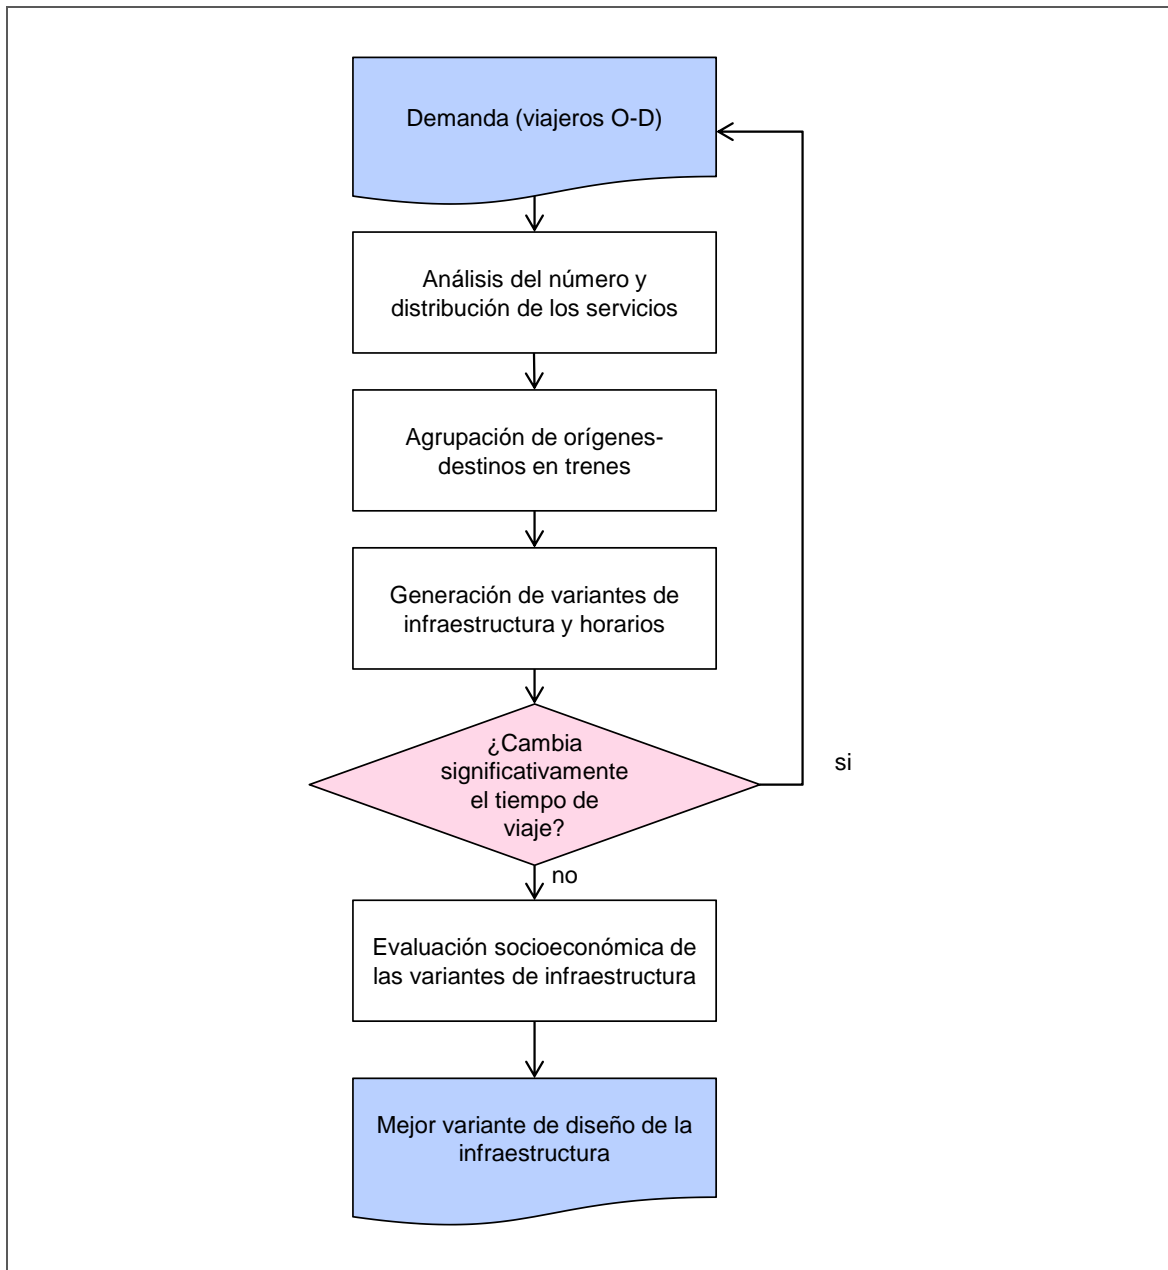 Demanda (viajeros O-D)
Análisis del número y
distribución de los servicios
Agrupación de orígenes-
destinos en trenes
Generación de variantes de
infraestructura y horarios
¿Cambia
significativamente
el tiempo de
viaje?
si
no
Evaluación socioeconómica de
las variantes de infraestructura
Mejor variante de diseño de la
infraestructura